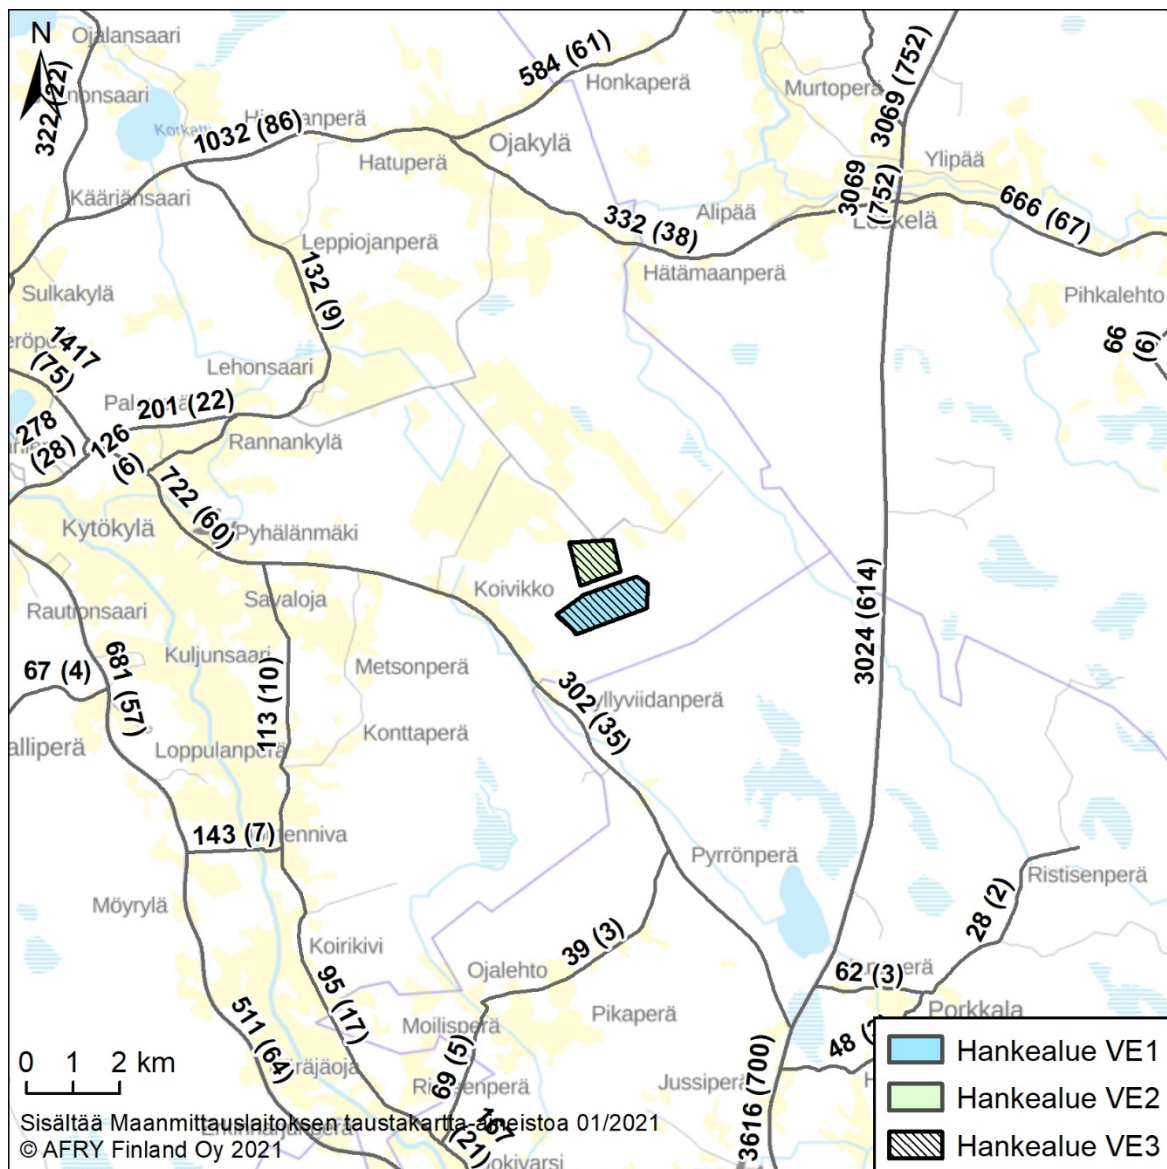 N
Ojalansaari
322 (22)
Korkatti
1032 (86)
Hatuperä
Kääriänsaari
584 (61)
Honkaperä
Murtoperä
3069 (752)
Ojakylä
Ylipää
3069
(752)
Alipää
Leskelä
666 (67)
332 (38)
Leppiojanperä
Hätämaanperä
132 (9)
Sulkakylä
Pihkalehto
66
(6)
1417
(75)
Lehonsaari
201 (22)
278
(28)
126
(6)
Rannankylä
722 (60)
Kytökylä
Pyhälänmäki
Koivikko
Rautionsaari
Savaloja
3024 (614)
Kuljunsaari
Metsonperä
67 (4)
681 (57)
113 (10)
302 (35)
Loppulanperä
Konttaperä
143 (7)
Pyrrönperä
Ristisenperä
Möyrylä
28 (2)
Koirikivi
39 (3)
Ojalehto
62 (3)
95 (17)
Pikaperä
Porkkala
Moilisperä
511 (64)
48
69 (5)
Jussiperä
3616 (700)
167
(21)
0 1 2 km
Sisältää Maanmittauslaitoksen taustakartta-aineistoa 01/2021
© AFRY Finland Oy 2021
Hankealue VE1
Hankealue VE2
Hankealue VE3